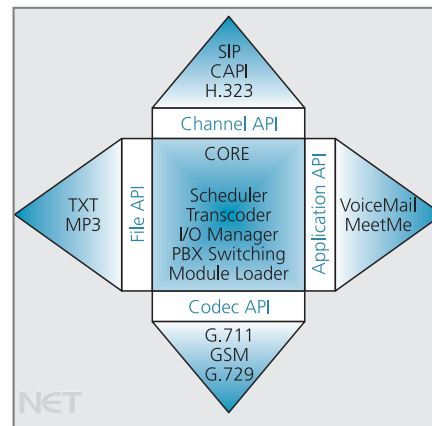 SIP
CAPI
H.323
Channel API
CORE
Scheduler
Transcoder
I/O Manager
PBX Switching
Module Loader
File API
TXT
MP3
Application API
VoiceMail
MeetMe
Codec API
G.711
GSM
G.729
NET